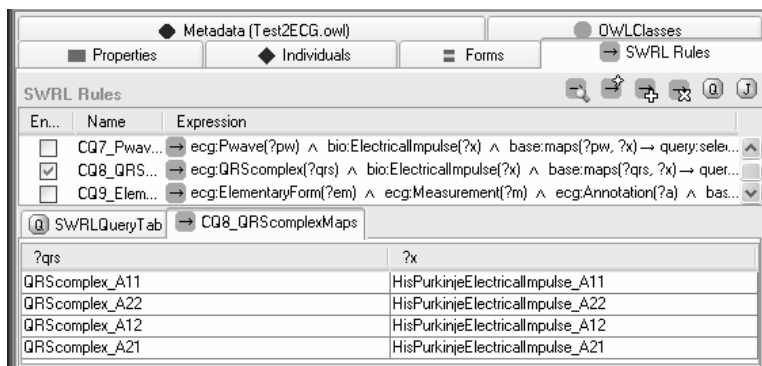 Metadata (Test2ECG.owl) OWLClasses
Properties Individuals Forms SWRL Rules
SWRL Rules Q J
En... Name Expression
CQ7_Pwav... → ecg:Pwave(?pw) ∧ bio:ElectricalImpulse(?x) ∧ base:maps(?pw, ?x) → query:selec...
CQ8_QRS... → ecg:QRScomplex(?qrs) ∧ bio:ElectricalImpulse(?x) ∧ base:maps(?qrs, ?x) → quer...
CQ9_Elem... → ecg:ElementaryForm(?em) ∧ ecg:Measurement(?m) ∧ ecg:Annotation(?a) ∧ bas...
Q SWRLQueryTab → CQ8_QRScomplexMaps
?qrs ?x
QRScomplex_A11 HisPurkinjeElectricalImpulse_A11
QRScomplex_A22 HisPurkinjeElectricalImpulse_A22
QRScomplex_A12 HisPurkinjeElectricalImpulse_A12
QRScomplex_A21 HisPurkinjeElectricalImpulse_A21